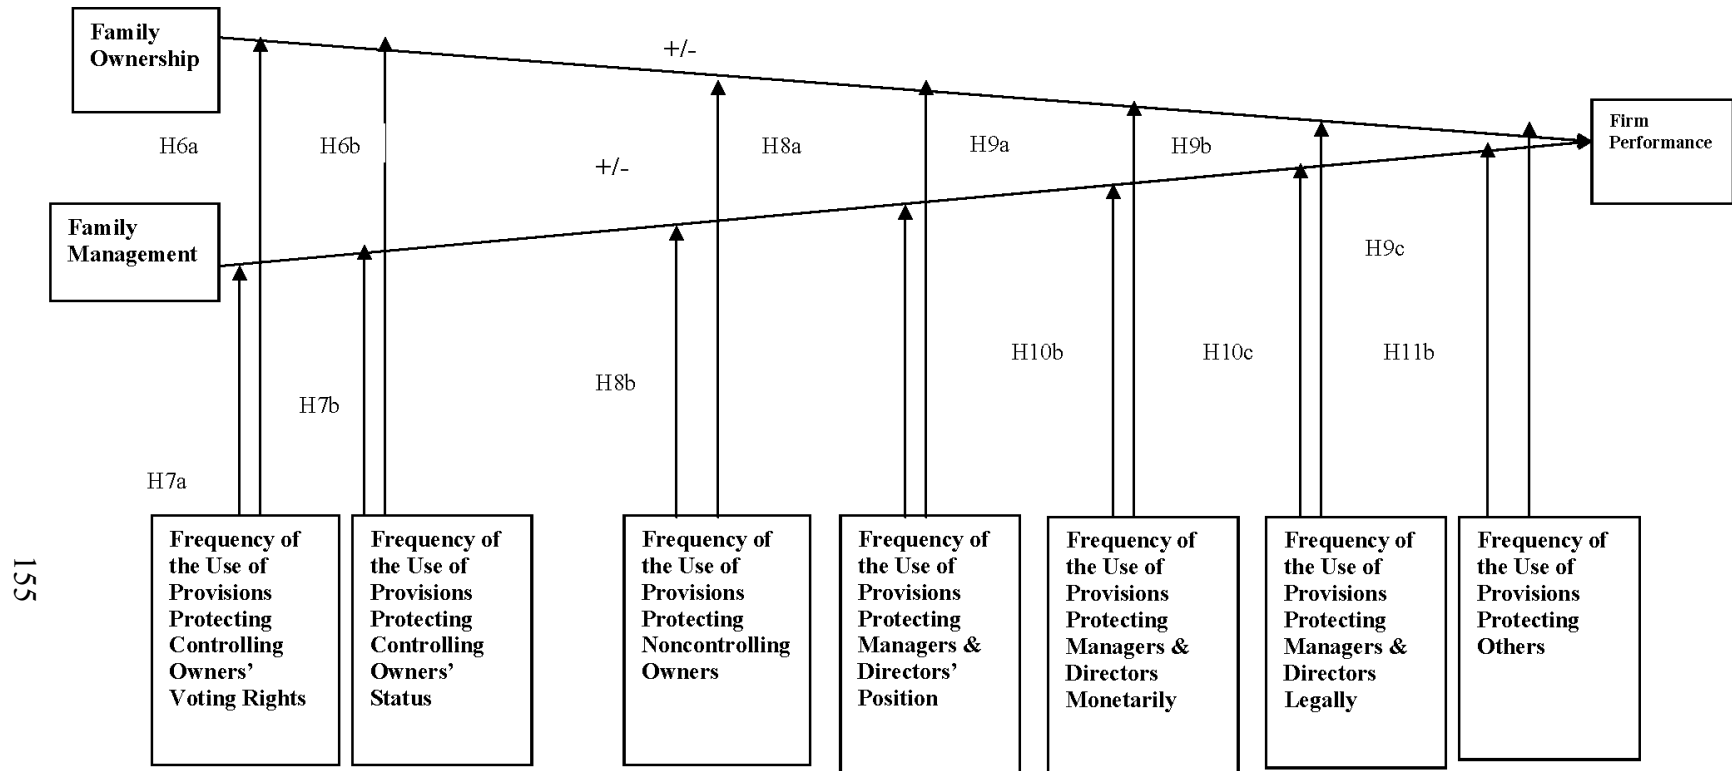 Family
Ownership
+/-
H6a
H6b
H8a
H9a
H9b
Firm
Performance
+/-
Family
Management
H9c
H10b
H10c
H11b
H8b
H7b
H7a
Frequency of
the Use of
Provisions
Protecting
Controlling
Owners’
Voting Rights
Frequency of
the Use of
Provisions
Protecting
Controlling
Owners’
Status
Frequency of
the Use of
Provisions
Protecting
Noncontrolling
Owners
Frequency of
the Use of
Provisions
Protecting
Managers &
Directors’
Position
Frequency of
the Use of
Provisions
Protecting
Managers &
Directors
Monetarily
Frequency of
the Use of
Provisions
Protecting
Managers &
Directors
Legally
Frequency of
the Use of
Provisions
Protecting
Others
155